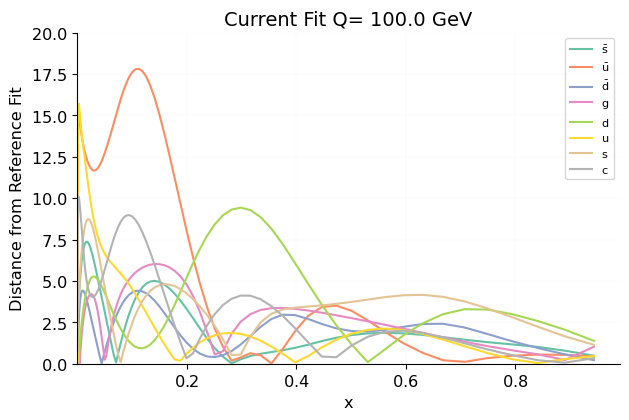 Current Fit Q= 100.0 GeV
20.0
17.5
15.0
12.5
10.0
7.5
5.0
2.5
0.0
Distance from Reference Fit
0.2
0.4
0.6
0.8
x
s̄
ū
d̄
g
d
u
s
c